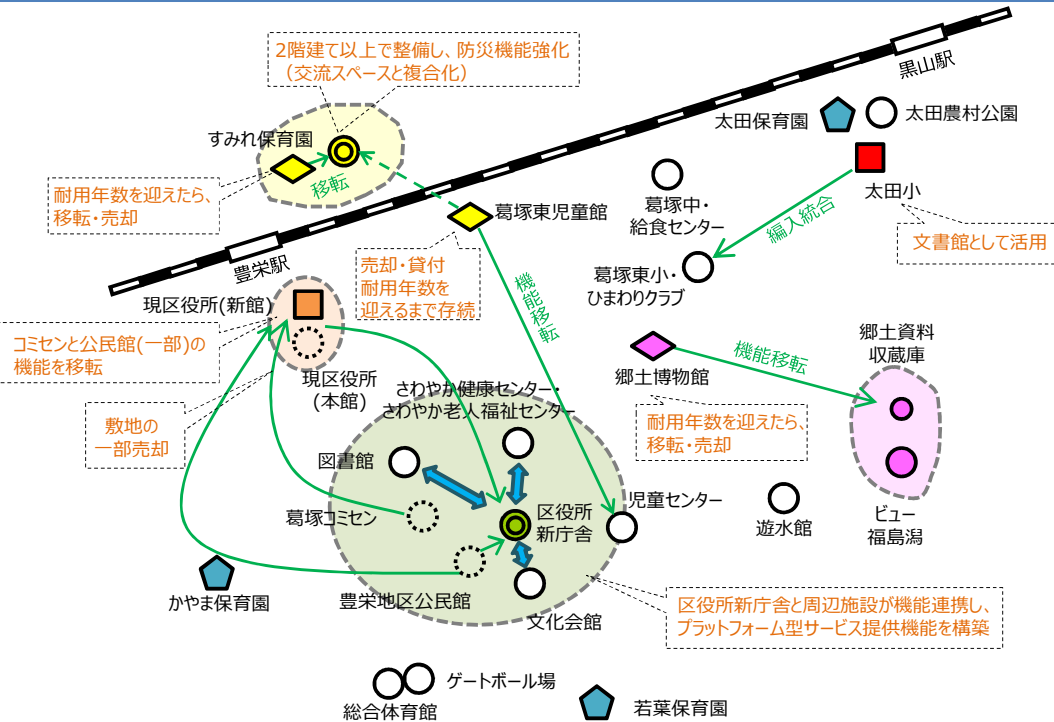 2階建て以上で整備し、防災機能強化
（交流スペースと複合化）
黒山駅
太田保育園
太田農村公園
すみれ保育園
移転
耐用年数を迎えたら、
移転・売却
葛塚東児童館
葛塚中・
給食センター
太田小
編入統合
文書館として活用
豊栄駅
売却・貸付
耐用年数を
迎えるまで存続
機能移転
葛塚東小・
ひまわりクラブ
現区役所(新館)
コミセンと公民館(一部)の
機能を移転
現区役所
(本館)
郷土博物館
機能移転
郷土資料
収蔵庫
さわやか健康センター・
さわやか老人福祉センター
耐用年数を迎えたら、
移転・売却
敷地の
一部売却
図書館
葛塚コミセン
区役所
新庁舎
児童センター
遊水館
ビュー
福島潟
かやま保育園
豊栄地区公民館
文化会館
区役所新庁舎と周辺施設が機能連携し、
プラットフォーム型サービス提供機能を構築
ゲートボール場
総合体育館
若葉保育園